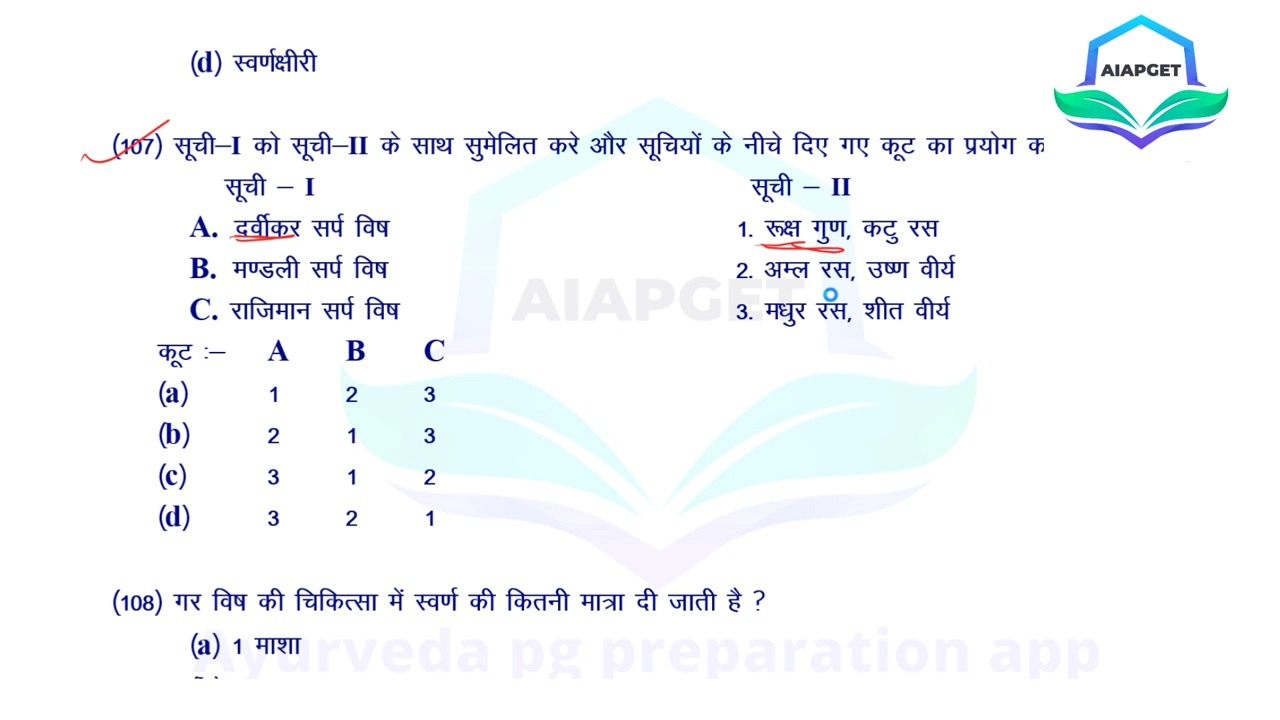 (d) स्वर्णक्षीरी
AIAPGET
(107) सूची–I को सूची–II के साथ सुमेलित करे और सूचियों के नीचे दिए गए कूट का प्रयोग क
सूची – I सूची – II
A. दर्वीकर सर्प विष 1. रूक्ष गुण, कटु रस
B. मण्डली सर्प विष 2. अम्ल रस, उष्ण वीर्य
C. राजिमान सर्प विष 3. मधुर रस, शीत वीर्य
AIAPGET
कूट :– A B C
(a) 1 2 3
(b) 2 1 3
(c) 3 1 2
(d) 3 2 1
(108) गर विष की चिकित्सा में स्वर्ण की कितनी मात्रा दी जाती है ?
(a) 1 माशा
Ayurveda pg preparation app